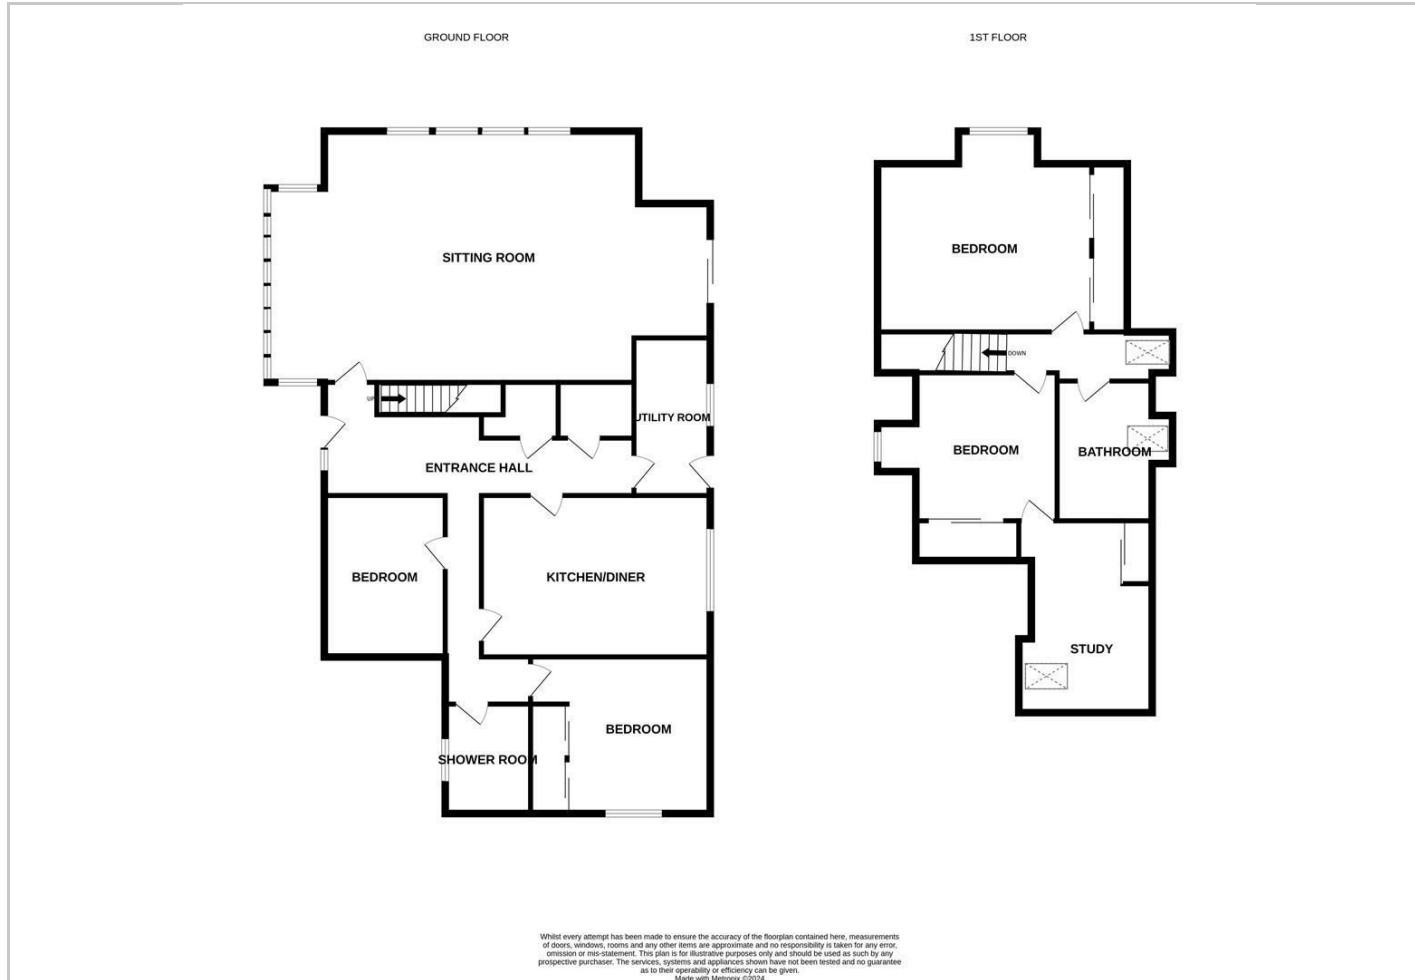 GROUND FLOOR
1ST FLOOR
SITTING ROOM
UP
UTILITY ROOM
ENTRANCE HALL
BEDROOM
KITCHEN/DINER
BEDROOM
SHOWER ROOM
BEDROOM
DOWN
BEDROOM
BATHROOM
STUDY
Whilst every attempt has been made to ensure the accuracy of the floorplan contained here, measurements
of doors, windows, rooms and any other items are approximate and no responsibility is taken for any error,
omission or mis-statement. This plan is for illustrative purposes only and should be used as such by any
prospective purchaser. The services, systems and appliances shown have not been tested and no guarantee
as to their operability or efficiency can be given.
Made with Metropix ©2024